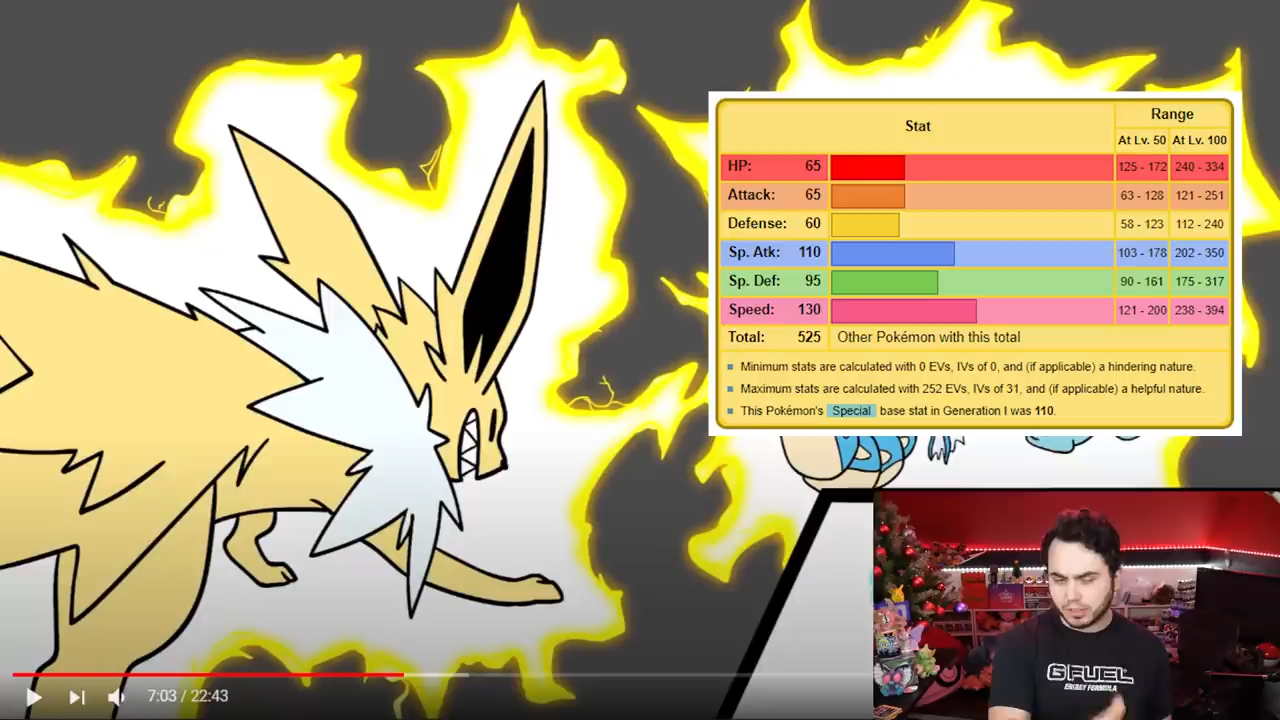 Stat
Range
At Lv. 50 At Lv. 100
HP: 65 125 - 172 240 - 334
Attack: 65 63 - 128 121 - 251
Defense: 60 58 - 123 112 - 240
Sp. Atk: 110 103 - 178 202 - 350
Sp. Def: 95 90 - 161 175 - 317
Speed: 130 121 - 200 238 - 394
Total: 525 Other Pokémon with this total
Minimum stats are calculated with 0 EVs, IVs of 0, and (if applicable) a hindering nature.
Maximum stats are calculated with 252 EVs, IVs of 31, and (if applicable) a helpful nature.
This Pokémon's Special base stat in Generation I was 110.
G FUEL
ENERGY FORMULA
7:03 / 22:43